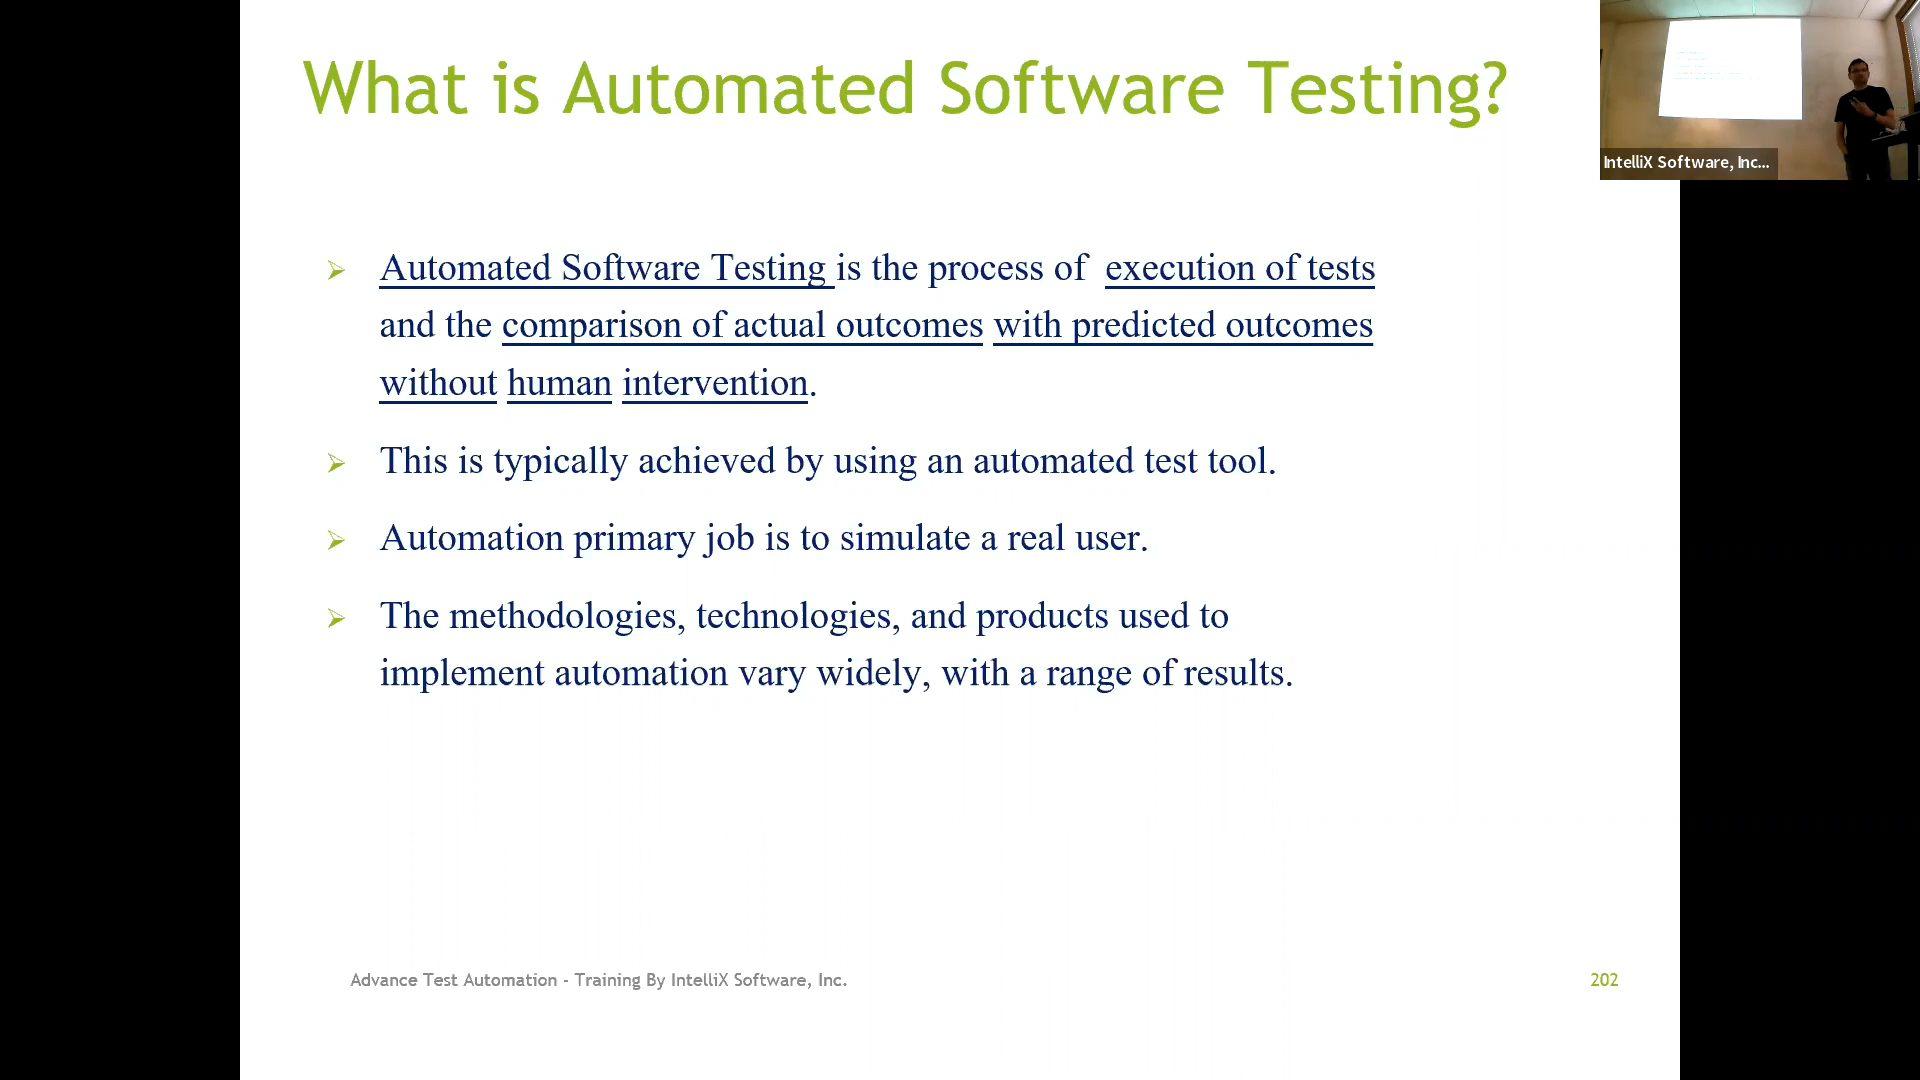 What is Automated Software Testing?
IntelliX Software, Inc...
Automated Software Testing is the process of execution of tests
and the comparison of actual outcomes with predicted outcomes
without human intervention.
This is typically achieved by using an automated test tool.
Automation primary job is to simulate a real user.
The methodologies, technologies, and products used to
implement automation vary widely, with a range of results.
Advance Test Automation - Training By IntelliX Software, Inc.
202